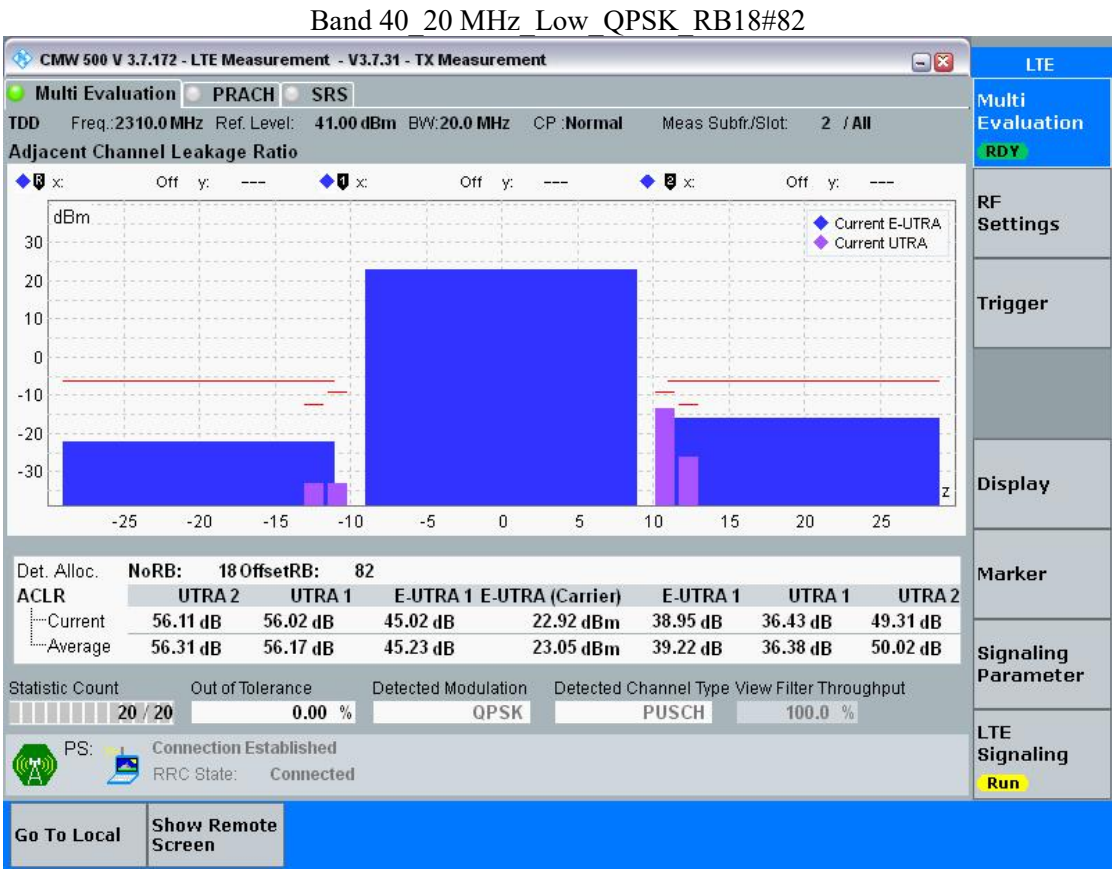 Band 40_20 MHz_Low_QPSK_RB18#82
CMW 500 V 3.7.172 - LTE Measurement - V3.7.31 - TX Measurement
LTE
Multi Evaluation PRACH SRS
TDD Freq.:2310.0 MHz Ref. Level: 41.00 dBm BW:20.0 MHz CP :Normal Meas Subfr./Slot: 2 / All
Adjacent Channel Leakage Ratio
R x: Off y: --- 1 x: Off y: --- 2 x: Off y: ---
dBm
Current E-UTRA
Current UTRA
30
20
10
0
-10
-20
-30
z
-25 -20 -15 -10 -5 0 5 10 15 20 25
Det. Alloc. NoRB: 18 OffsetRB: 82
ACLR UTRA 2 UTRA 1 E-UTRA 1 E-UTRA (Carrier) E-UTRA 1 UTRA 1 UTRA 2
Current 56.11 dB 56.02 dB 45.02 dB 22.92 dBm 38.95 dB 36.43 dB 49.31 dB
Average 56.31 dB 56.17 dB 45.23 dB 23.05 dBm 39.22 dB 36.38 dB 50.02 dB
Statistic Count Out of Tolerance Detected Modulation Detected Channel Type View Filter Throughput
20 / 20 0.00 % QPSK PUSCH 100.0 %
PS: Connection Established
RRC State: Connected
Multi
Evaluation
RDY
RF
Settings
Trigger
Display
Marker
Signaling
Parameter
LTE
Signaling
Run
Go To Local
Show Remote
Screen